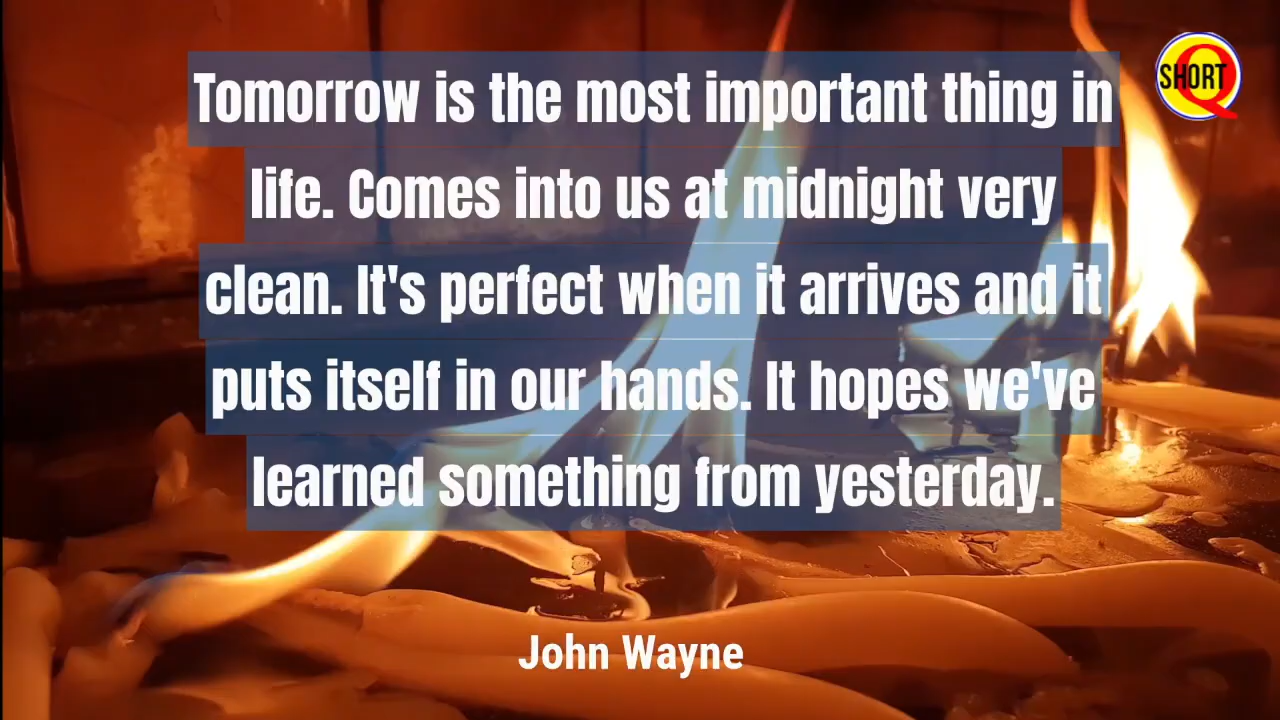 SHORT Q
Tomorrow is the most important thing in
life. Comes into us at midnight very
clean. It's perfect when it arrives and it
puts itself in our hands. It hopes we've
learned something from yesterday.
John Wayne